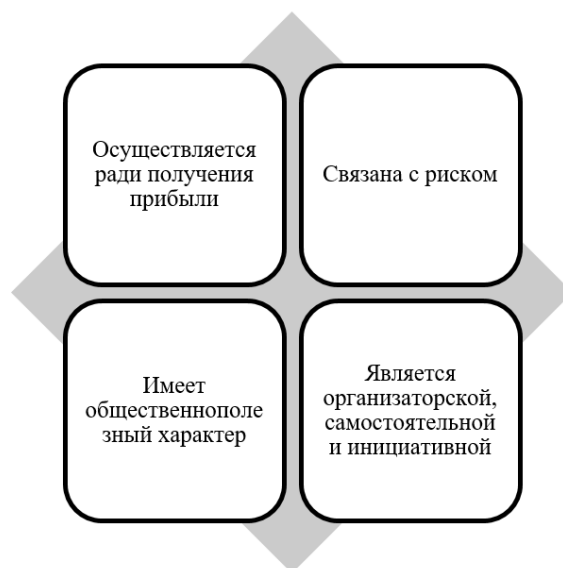 Осуществляется
ради получения
прибыли
Связана с риском
Имеет
общественнополе
зный характер
Является
организаторской,
самостоятельной
и инициативной